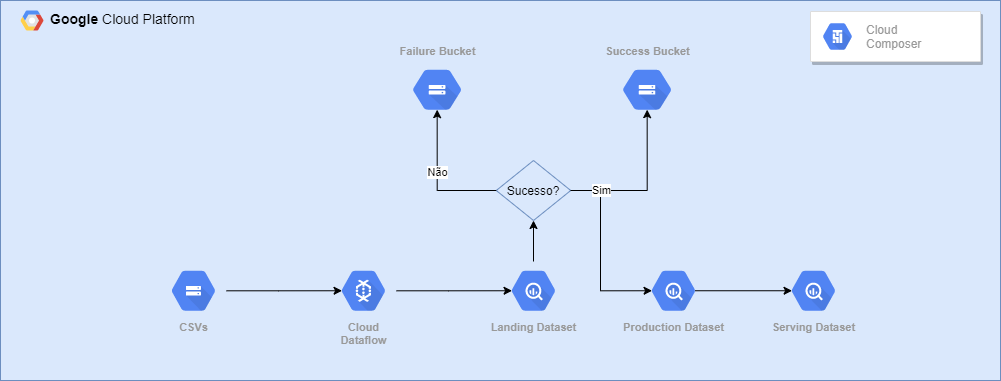 Google Cloud Platform
Cloud
Composer
Failure Bucket
Success Bucket
Não
Sucesso?
Sim
CSVs
Cloud
Dataflow
Landing Dataset
Production Dataset
Serving Dataset